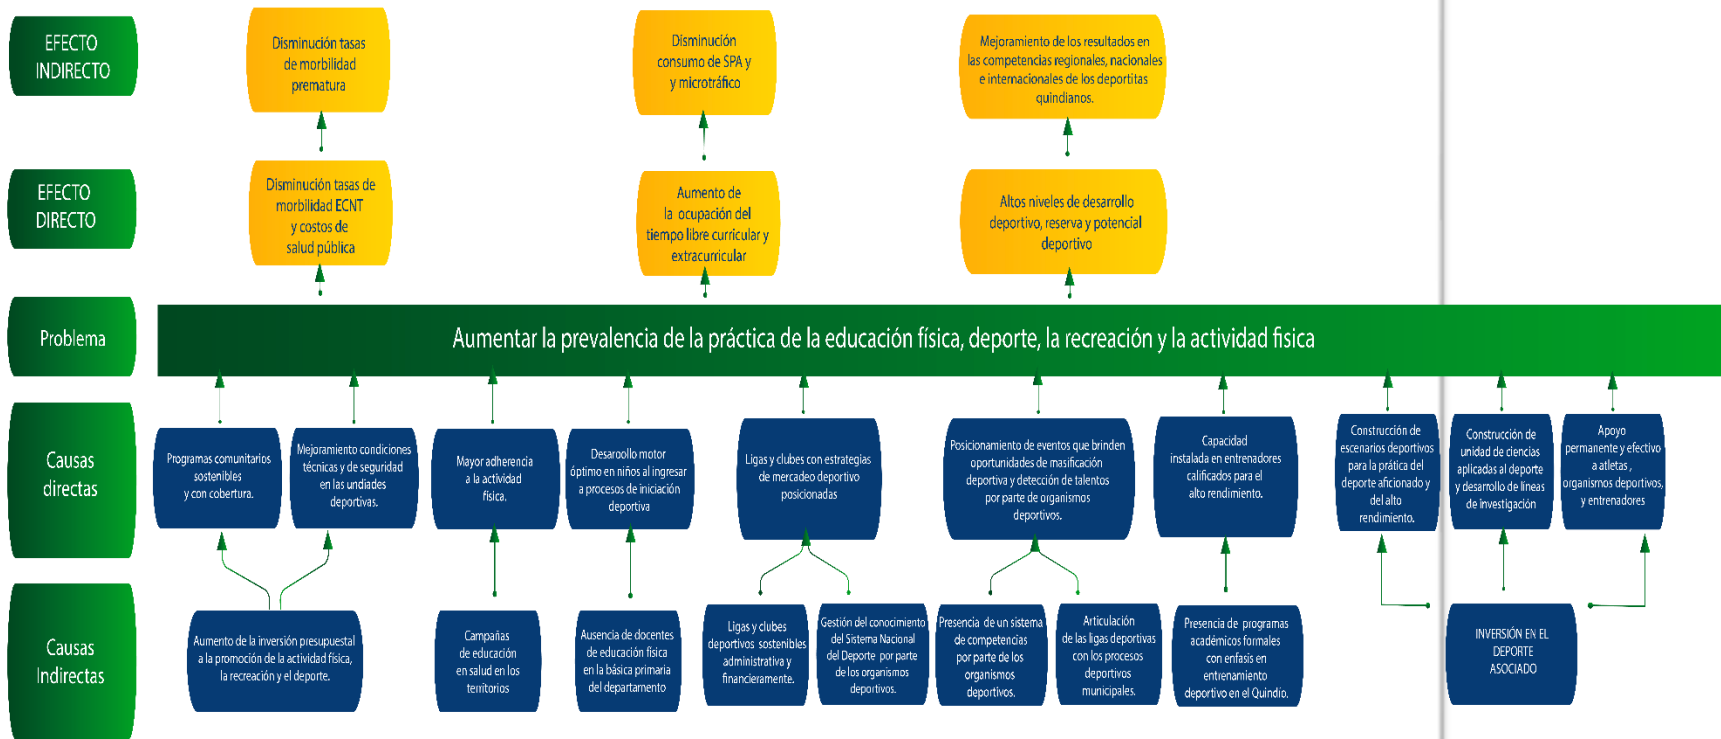 EFECTO
INDIRECTO
Disminución tasas
de morbilidad
prematura
Disminución
consumo de SPA y
y microtráfico
Mejoramiento de los resultados en
las competencias regionales, nacionales
e internacionales de los deportitas
quindianos.
EFECTO
DIRECTO
Disminución tasas de
morbilidad ECNT
y costos de
salud pública
Aumento de
la ocupación del
tiempo libre curricular y
extracurricular
Altos niveles de desarrollo
deportivo, reserva y potencial
deportivo
Problema
Aumentar la prevalencia de la práctica de la educación física, deporte, la recreación y la actividad fisica
Causas
directas
Programas comunitarios
sostenibles
y con cobertura.
Mejoramiento condiciones
técnicas y de seguridad
en las undiades
deportivas.
Mayor adherencia
a la actividad
física.
Desaroollo motor
óptimo en niños al ingresar
a procesos de iniciación
deportiva
Ligas y clubes con estrategias
de mercadeo deportivo
posicionadas
Posicionamiento de eventos que brinden
oportunidades de masificación
deportiva y detección de talentos
por parte de organismos
deportivos.
Capacidad
instalada en entrenadores
calificados para el
alto rendimiento.
Construcción de
escenarios deportivos
para la prática del
deporte aficionado y
del alto
rendimiento.
Construcción de
unidad de ciencias
aplicadas al deporte
y desarrollo de líneas
de investigación
Apoyo
permanente y efectivo
a atletas ,
organismos deportivos,
y entrenadores
Causas
Indirectas
Aumento de la inversión presupuestal
a la promoción de la actividad física,
la recreación y el deporte.
Campañas
de educación
en salud en los
territorios
Ausencia de docentes
de educación física
en la básica primaria
del departamento
Ligas y clubes
deportivos sostenibles
administrativa y
financieramente.
Gestión del conocimiento
del Sistema Nacional
del Deporte por parte
de los organismos
deportivos.
Presencia de un sistema
de competencias
por parte de los
organismos
deportivos.
Articulación
de las ligas deportivas
con los procesos
deportivos
municipales.
Presencia de programas
académicos formales
con enfasis en
entrenamiento
deportivo en el Quindío.
INVERSIÓN EN EL
DEPORTE
ASOCIADO